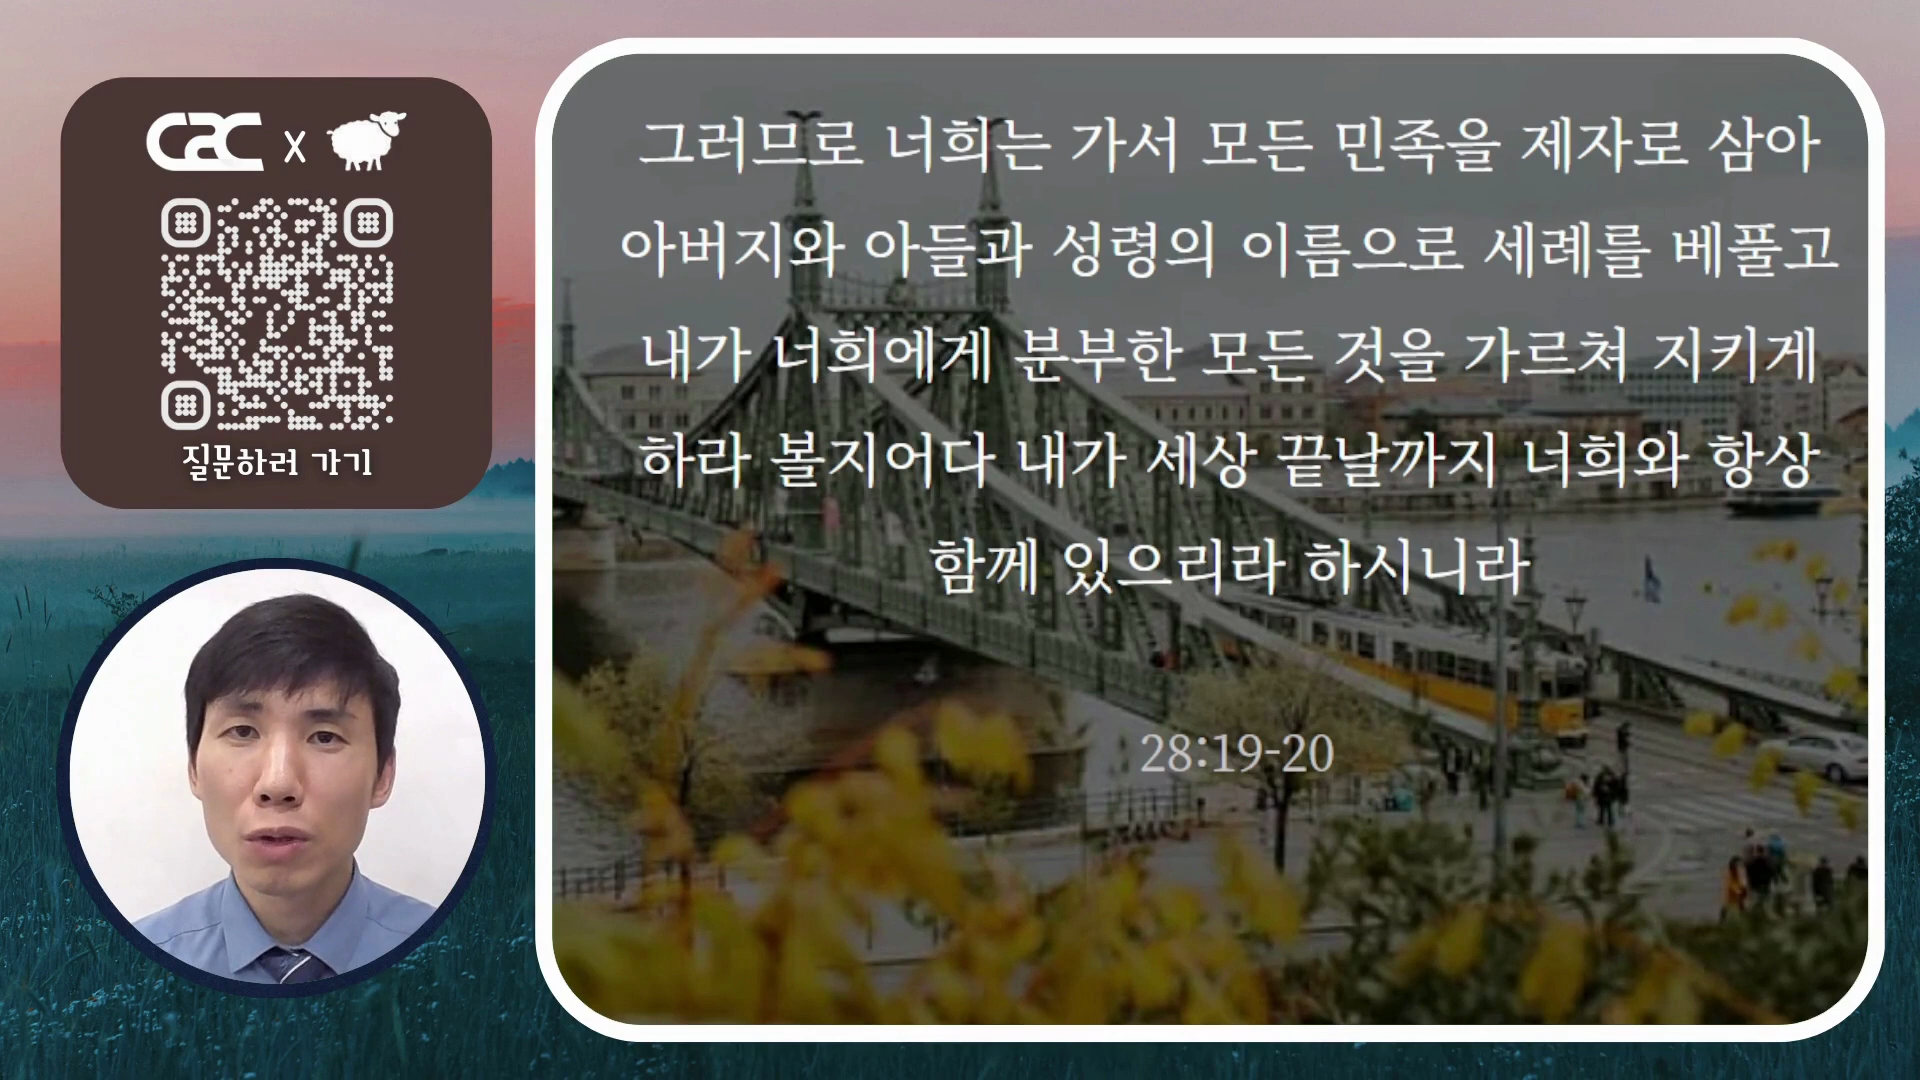 CAC X
질문하러 가기
그러므로 너희는 가서 모든 민족을 제자로 삼아
아버지와 아들과 성령의 이름으로 세례를 베풀고
내가 너희에게 분부한 모든 것을 가르쳐 지키게
하라 볼지어다 내가 세상 끝날까지 너희와 항상
함께 있으리라 하시니라
28:19-20